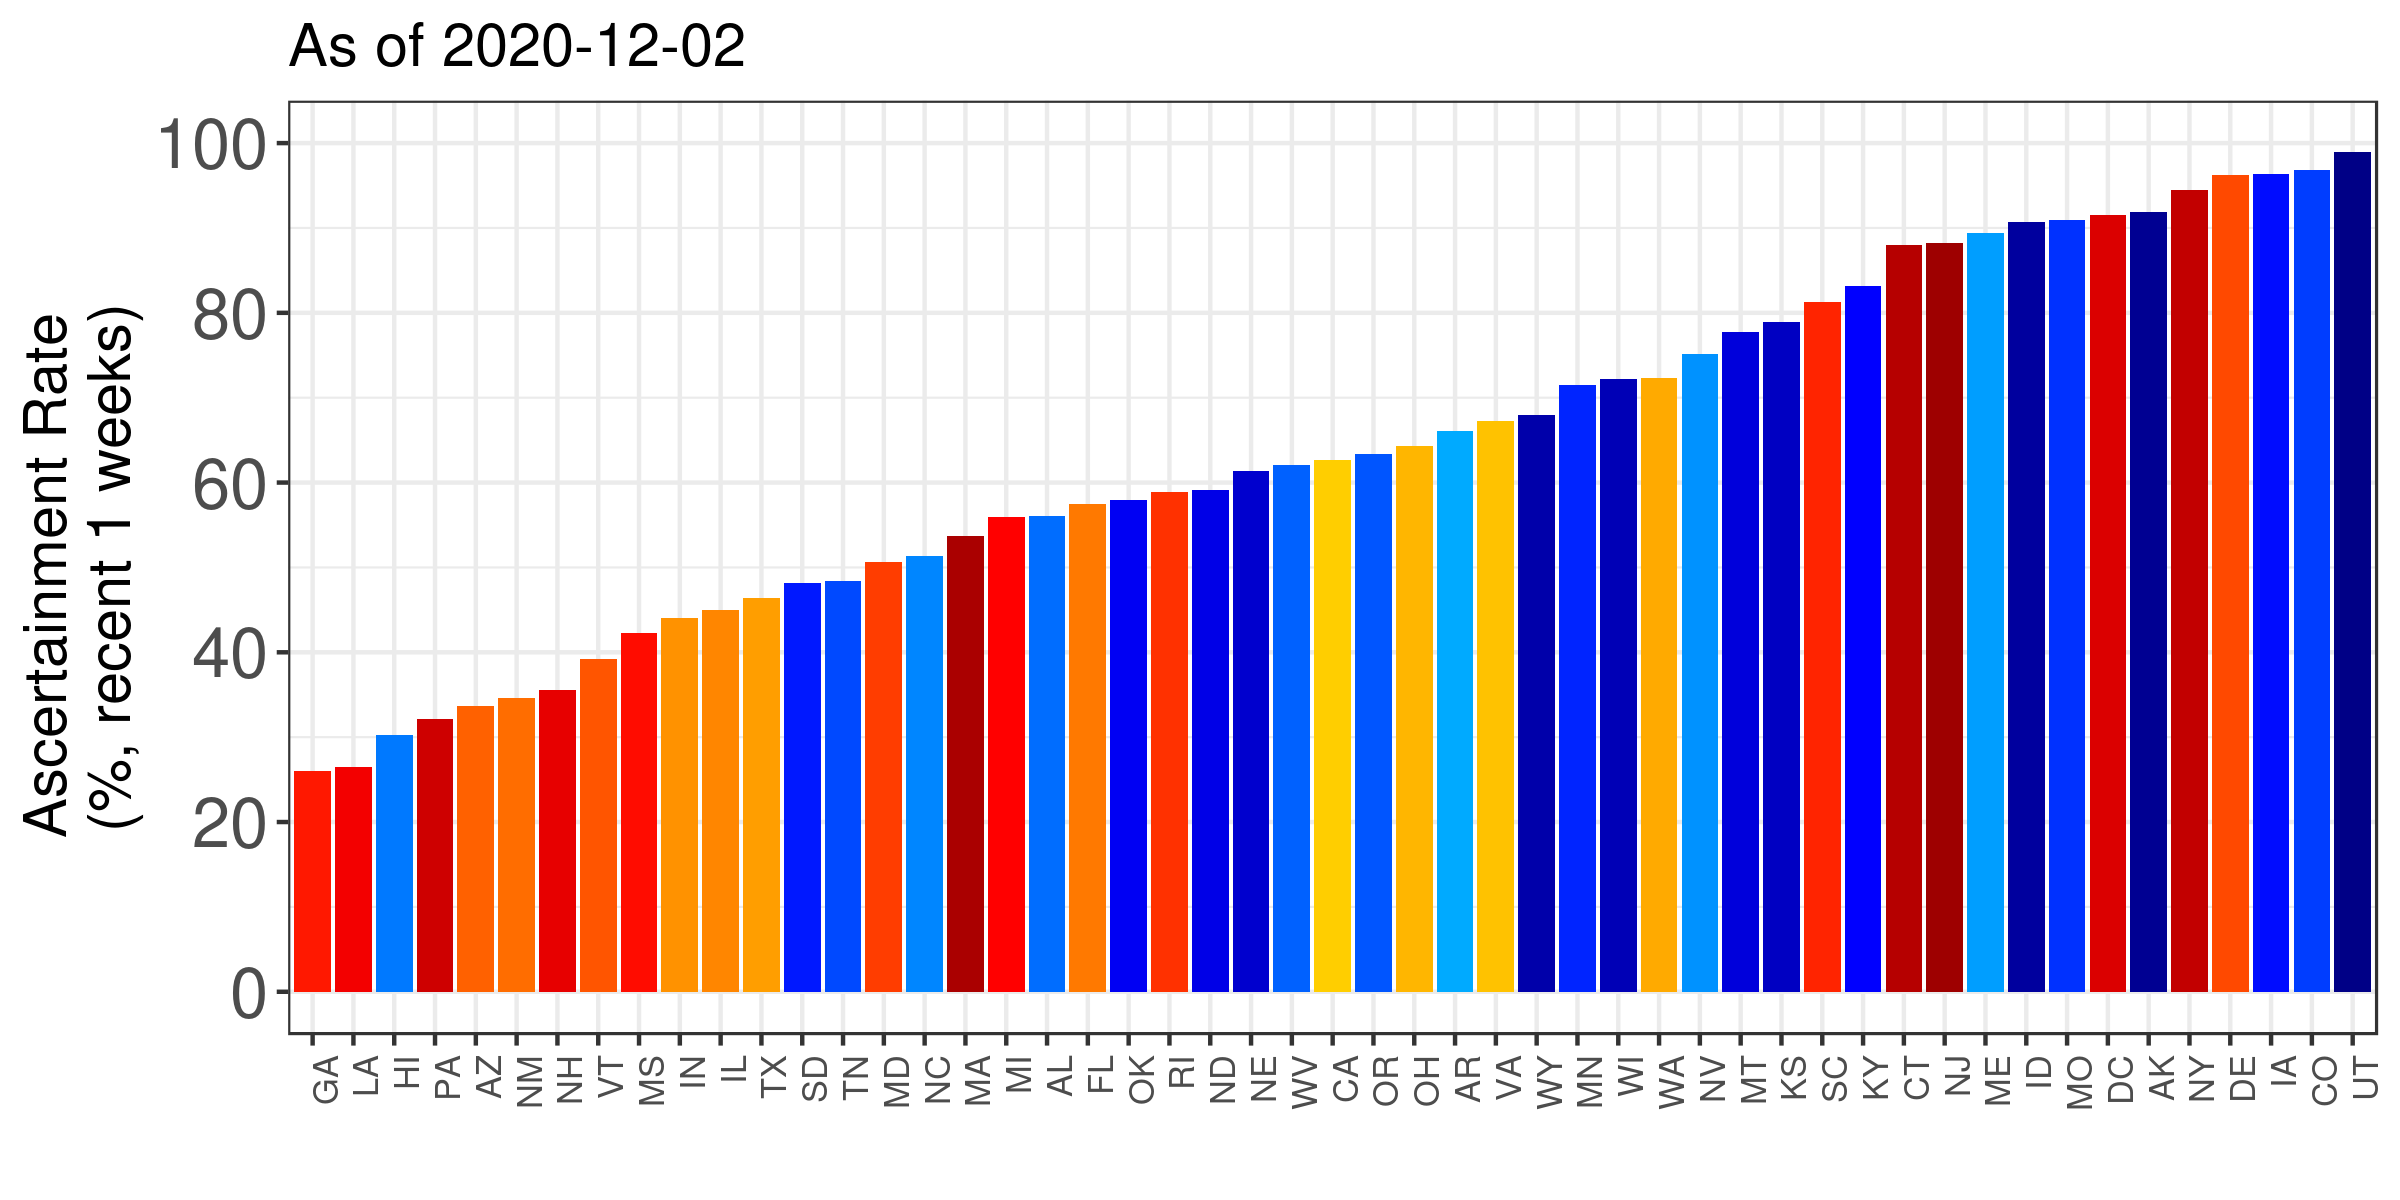 As of 2020-12-02
Ascertainment Rate
(%, recent 1 weeks)
100
80
60
40
20
0
GA LA HI PA AZ NM NH VT MS IN IL TX SD TN MD NC MA MI AL FL OK RI ND NE WV CA OR OH AR VA WY MN WI WA NV MT KS SC KY CT NJ ME ID MO DC AK NY DE IA CO UT